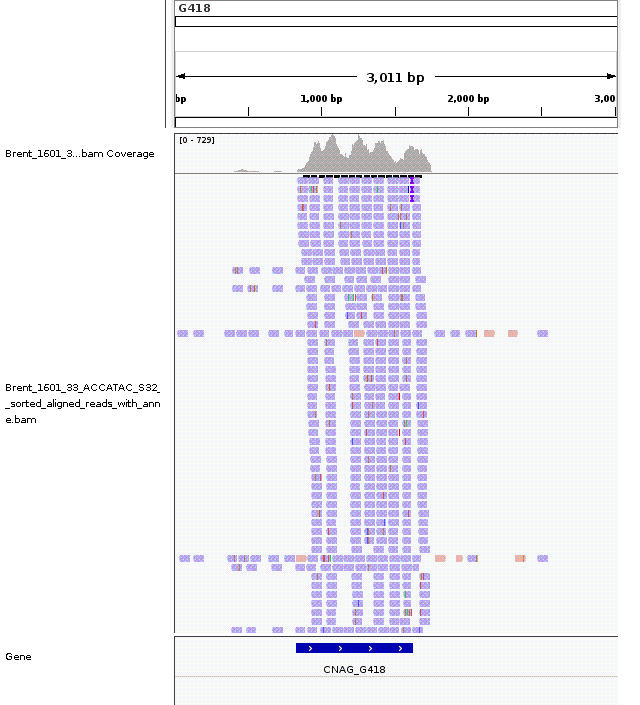 G418
3,011 bp
bp
1,000 bp
2,000 bp
3,00
[0 - 729]
Brent_1601_3...bam Coverage
Brent_1601_33_ACCATAC_S32_
_sorted_aligned_reads_with_ann
e.bam
Gene
CNAG_G418